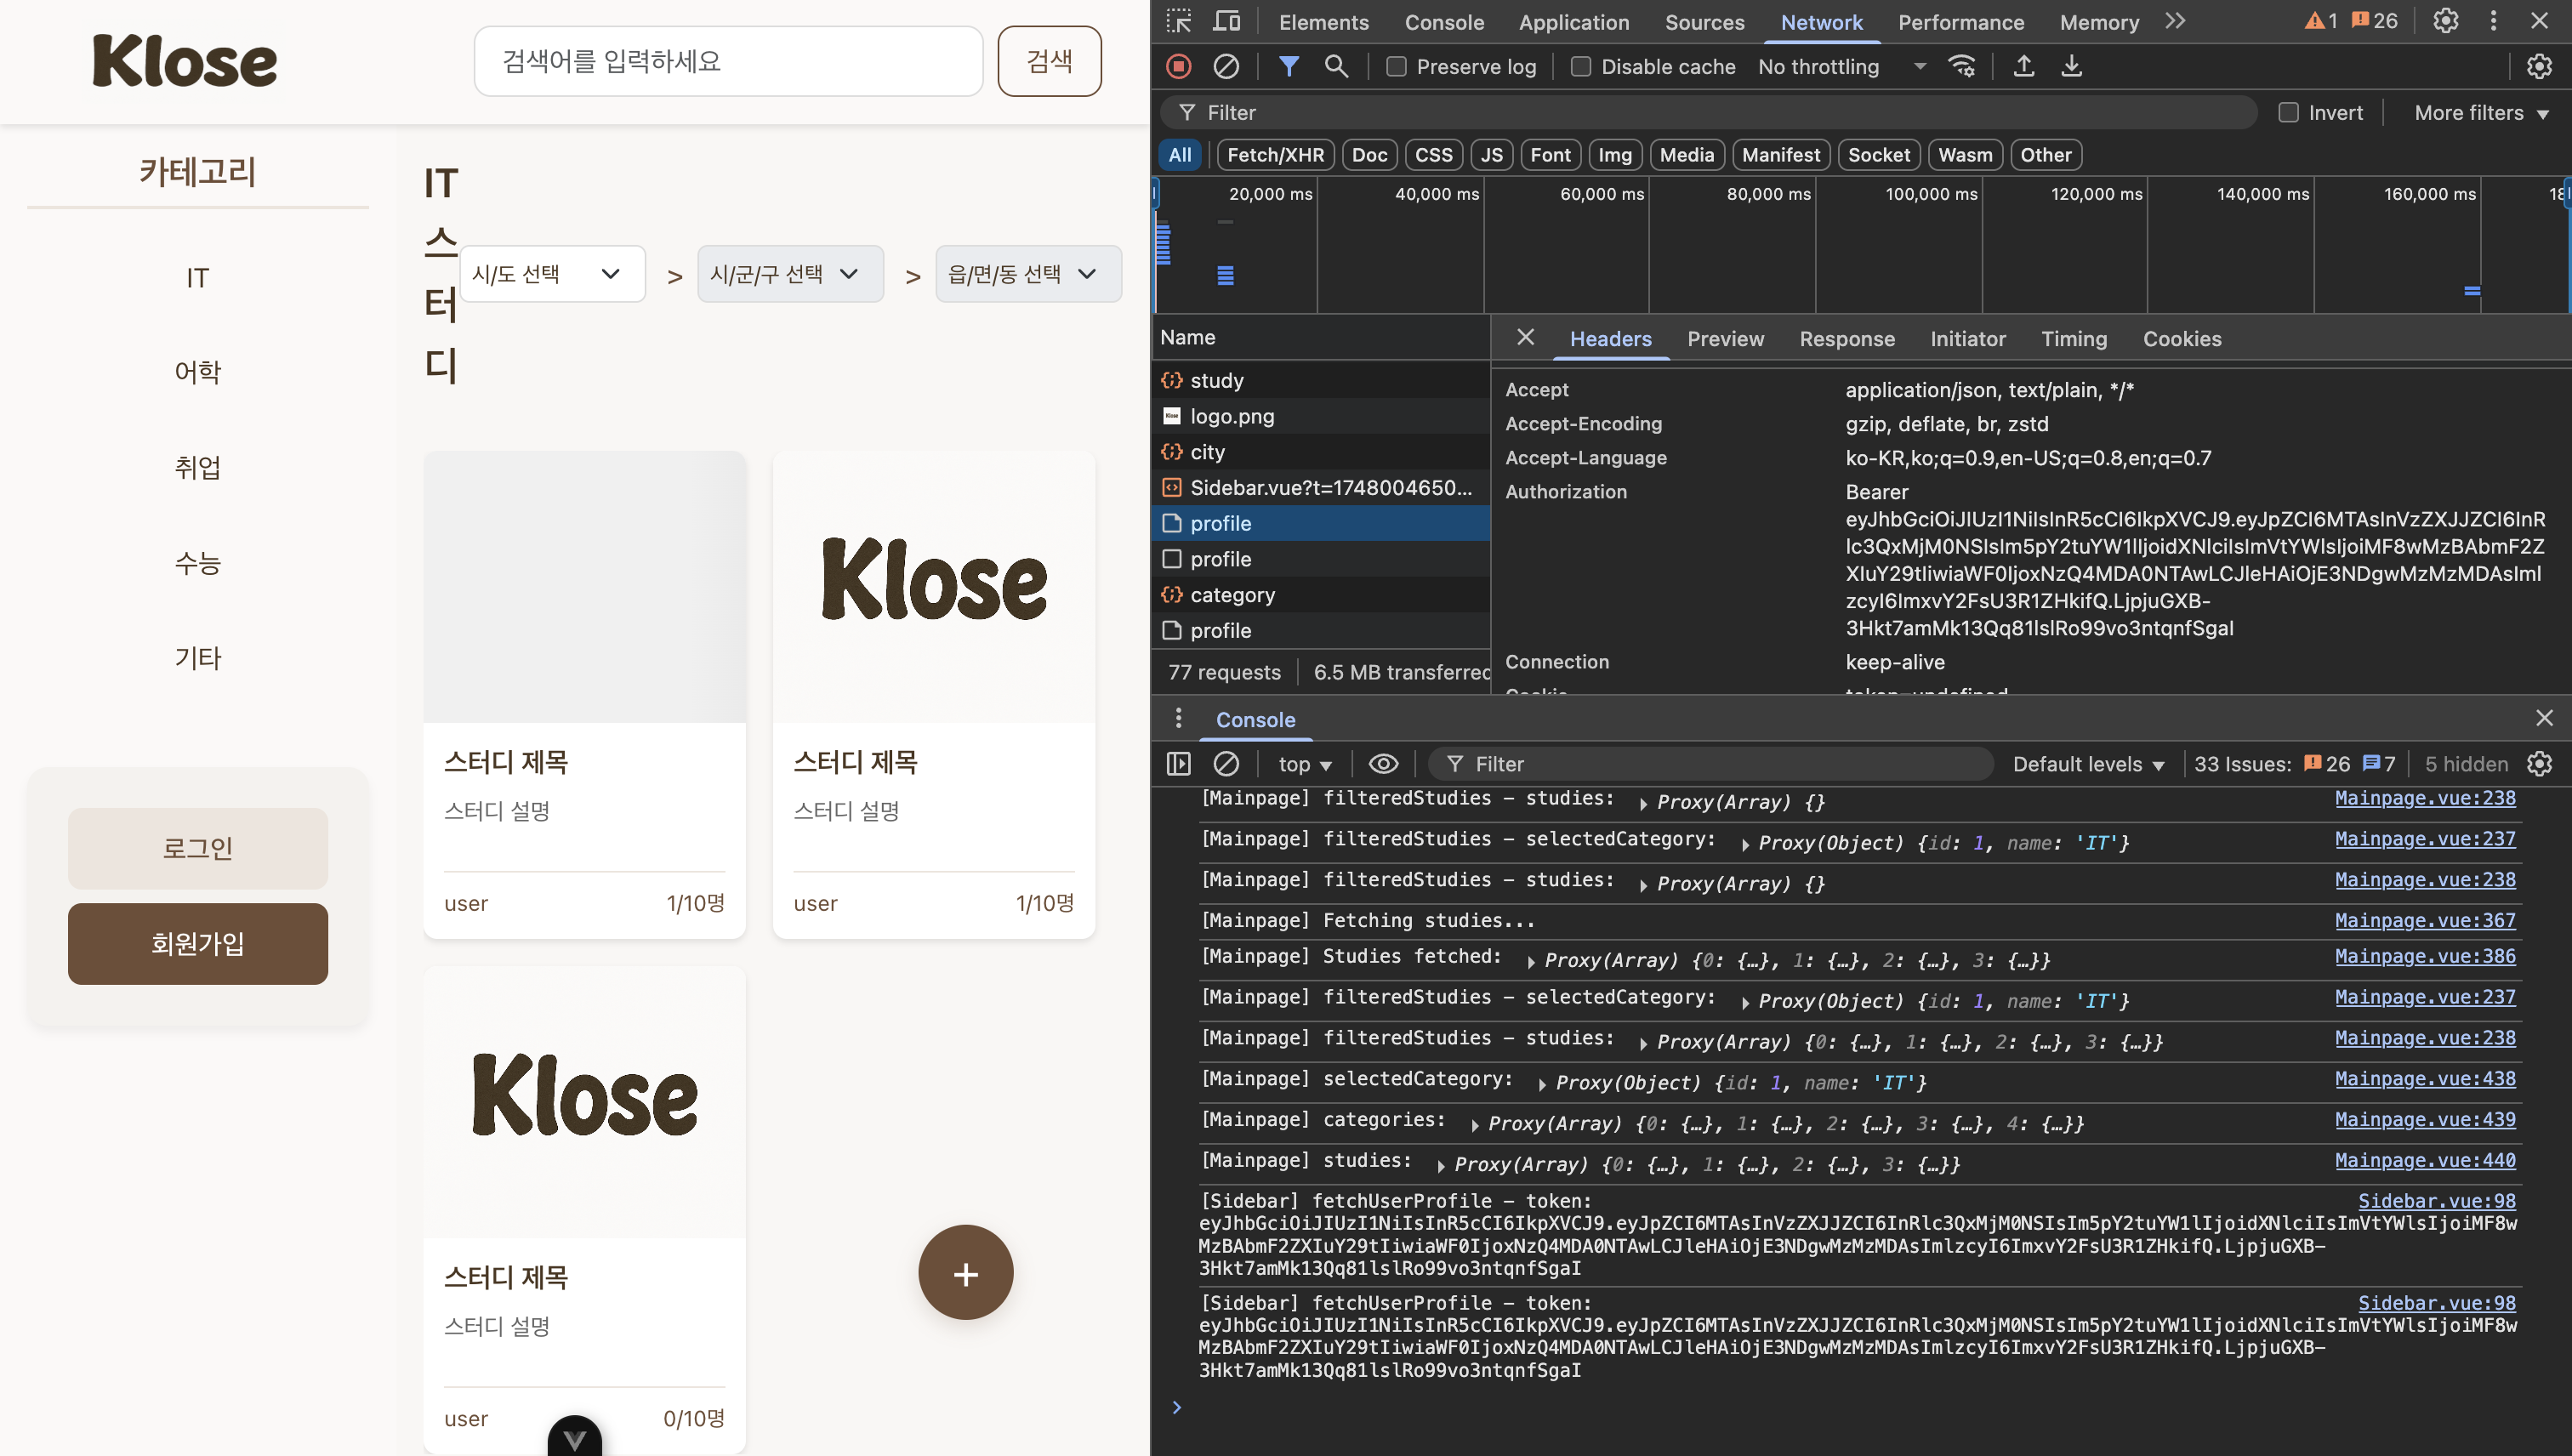 Klose
검색어를 입력하세요
검색
카테고리
IT
어학
취업
수능
기타
로그인
회원가입
IT
스
터
디
시/도 선택
>
시/군/구 선택
>
읍/면/동 선택
스터디 제목
스터디 설명
user
1/10명
Klose
스터디 제목
스터디 설명
user
1/10명
Klose
스터디 제목
스터디 설명
user
0/10명
+
Elements
Console
Application
Sources
Network
Performance
Memory
1
26
Preserve log
Disable cache
No throttling
Filter
Invert
More filters
All
Fetch/XHR
Doc
CSS
JS
Font
Img
Media
Manifest
Socket
Wasm
Other
20,000 ms
40,000 ms
60,000 ms
80,000 ms
100,000 ms
120,000 ms
140,000 ms
160,000 ms
Name
study
logo.png
city
Sidebar.vue?t=1748004650...
profile
profile
category
profile
77 requests
6.5 MB transferred
Headers
Preview
Response
Initiator
Timing
Cookies
Accept
application/json, text/plain, */*
Accept-Encoding
gzip, deflate, br, zstd
Accept-Language
ko-KR,ko;q=0.9,en-US;q=0.8,en;q=0.7
Authorization
Bearer
eyJhbGciOiJIUzI1NiIsInR5cCI6IkpXVCJ9.eyJpZCI6MTAsInVzZXJJZCI6InR
lc3QxMjM0NSIsIm5pY2tuYW1lIjoidXNlciIsImVtYWlsIjoiMF8wMzBAbmF2Z
XIuY29tIiwiaWF0IjoxNzQ4MDA0NTAwLCJleHAiOjE3NDgwMzMzMDAsIml
zcyI6ImxvY2FsU3R1ZHkifQ.LjpjuGXB-
3Hkt7amMk13Qq81lslRo99vo3ntqnfSgaI
Connection
keep-alive
Cookie
token=undefined
Console
top
Filter
Default levels
33 Issues:
26
7
5 hidden
[Mainpage] filteredStudies – studies: Proxy(Array) {}
Mainpage.vue:238
[Mainpage] filteredStudies – selectedCategory: Proxy(Object) {id: 1, name: 'IT'}
Mainpage.vue:237
[Mainpage] filteredStudies – studies: Proxy(Array) {}
Mainpage.vue:238
[Mainpage] Fetching studies...
Mainpage.vue:367
[Mainpage] Studies fetched: Proxy(Array) {0: {…}, 1: {…}, 2: {…}, 3: {…}}
Mainpage.vue:386
[Mainpage] filteredStudies – selectedCategory: Proxy(Object) {id: 1, name: 'IT'}
Mainpage.vue:237
[Mainpage] filteredStudies – studies: Proxy(Array) {0: {…}, 1: {…}, 2: {…}, 3: {…}}
Mainpage.vue:238
[Mainpage] selectedCategory: Proxy(Object) {id: 1, name: 'IT'}
Mainpage.vue:438
[Mainpage] categories: Proxy(Array) {0: {…}, 1: {…}, 2: {…}, 3: {…}, 4: {…}}
Mainpage.vue:439
[Mainpage] studies: Proxy(Array) {0: {…}, 1: {…}, 2: {…}, 3: {…}}
Mainpage.vue:440
[Sidebar] fetchUserProfile – token:
Sidebar.vue:98
eyJhbGciOiJIUzI1NiIsInR5cCI6IkpXVCJ9.eyJpZCI6MTAsInVzZXJJZCI6InRlc3QxMjM0NSIsIm5pY2tuYW1lIjoidXNlciIsImVtYWlsIjoiMF8w
MzBAbmF2ZXIuY29tIiwiaWF0IjoxNzQ4MDA0NTAwLCJleHAiOjE3NDgwMzMzMDAsImlzcyI6ImxvY2FsU3R1ZHkifQ.LjpjuGXB–
3Hkt7amMk13Qq81lslRo99vo3ntqnfSgaI
[Sidebar] fetchUserProfile – token:
Sidebar.vue:98
eyJhbGciOiJIUzI1NiIsInR5cCI6IkpXVCJ9.eyJpZCI6MTAsInVzZXJJZCI6InRlc3QxMjM0NSIsIm5pY2tuYW1lIjoidXNlciIsImVtYWlsIjoiMF8w
MzBAbmF2ZXIuY29tIiwiaWF0IjoxNzQ4MDA0NTAwLCJleHAiOjE3NDgwMzMzMDAsImlzcyI6ImxvY2FsU3R1ZHkifQ.LjpjuGXB–
3Hkt7amMk13Qq81lslRo99vo3ntqnfSgaI